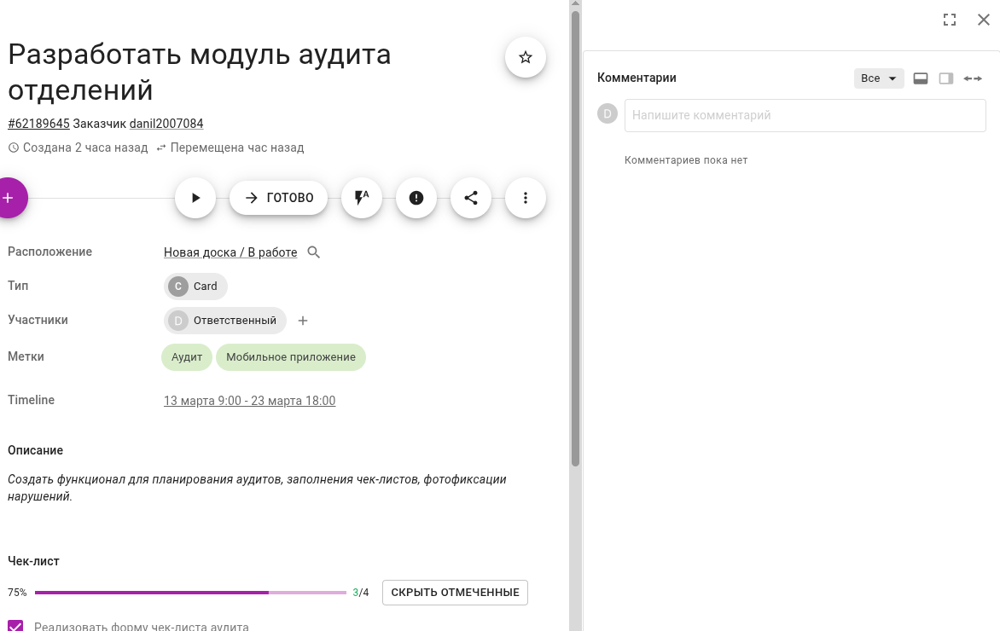 Разработать модуль аудита
отделений
#62189645 Заказчик danil2007084
Создана 2 часа назад Перемещена час назад
ГОТОВО
A
Расположение Новая доска / В работе
Тип C Card
Участники D Ответственный
Метки Аудит Мобильное приложение
Timeline 13 марта 9:00 - 23 марта 18:00
Описание
Создать функционал для планирования аудитов, заполнения чек-листов, фотофиксации
нарушений.
Чек-лист
75% 3/4 СКРЫТЬ ОТМЕЧЕННЫЕ
Реализовать форму чек-листа аудита
Комментарии Все
D Напишите комментарий
Комментариев пока нет